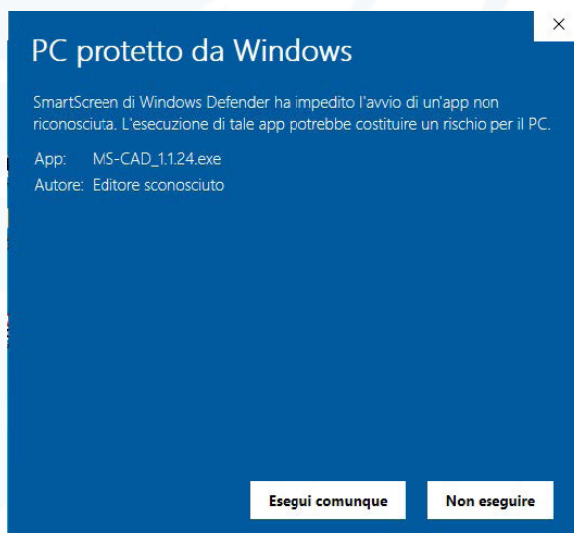 PC protetto da Windows
SmartScreen di Windows Defender ha impedito l'avvio di un'app non
riconosciuta. L'esecuzione di tale app potrebbe costituire un rischio per il PC.
App: MS-CAD_1.1.24.exe
Autore: Editore sconosciuto
Esegui comunque Non eseguire